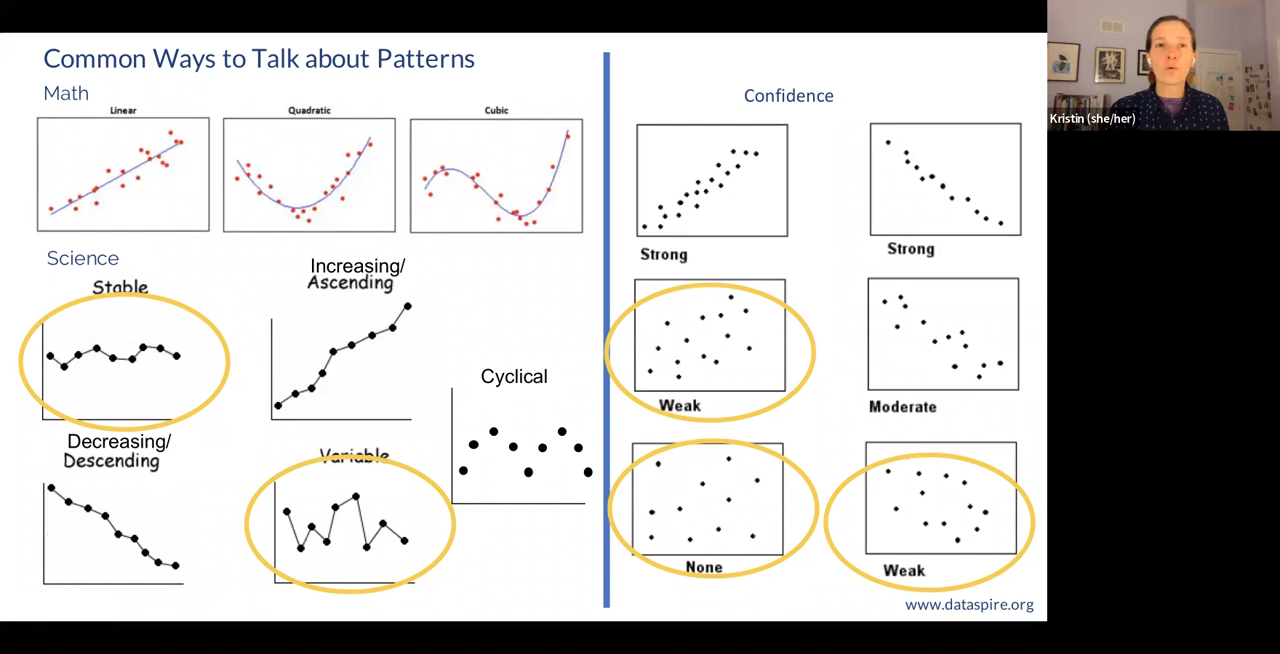 Common Ways to Talk about Patterns
Math
Linear
Quadratic
Cubic
Science
Stable
Increasing/
Ascending
Cyclical
Decreasing/
Descending
Variable
Confidence
Strong
Strong
Weak
Moderate
None
Weak
www.dataspire.org
Kristin (she/her)